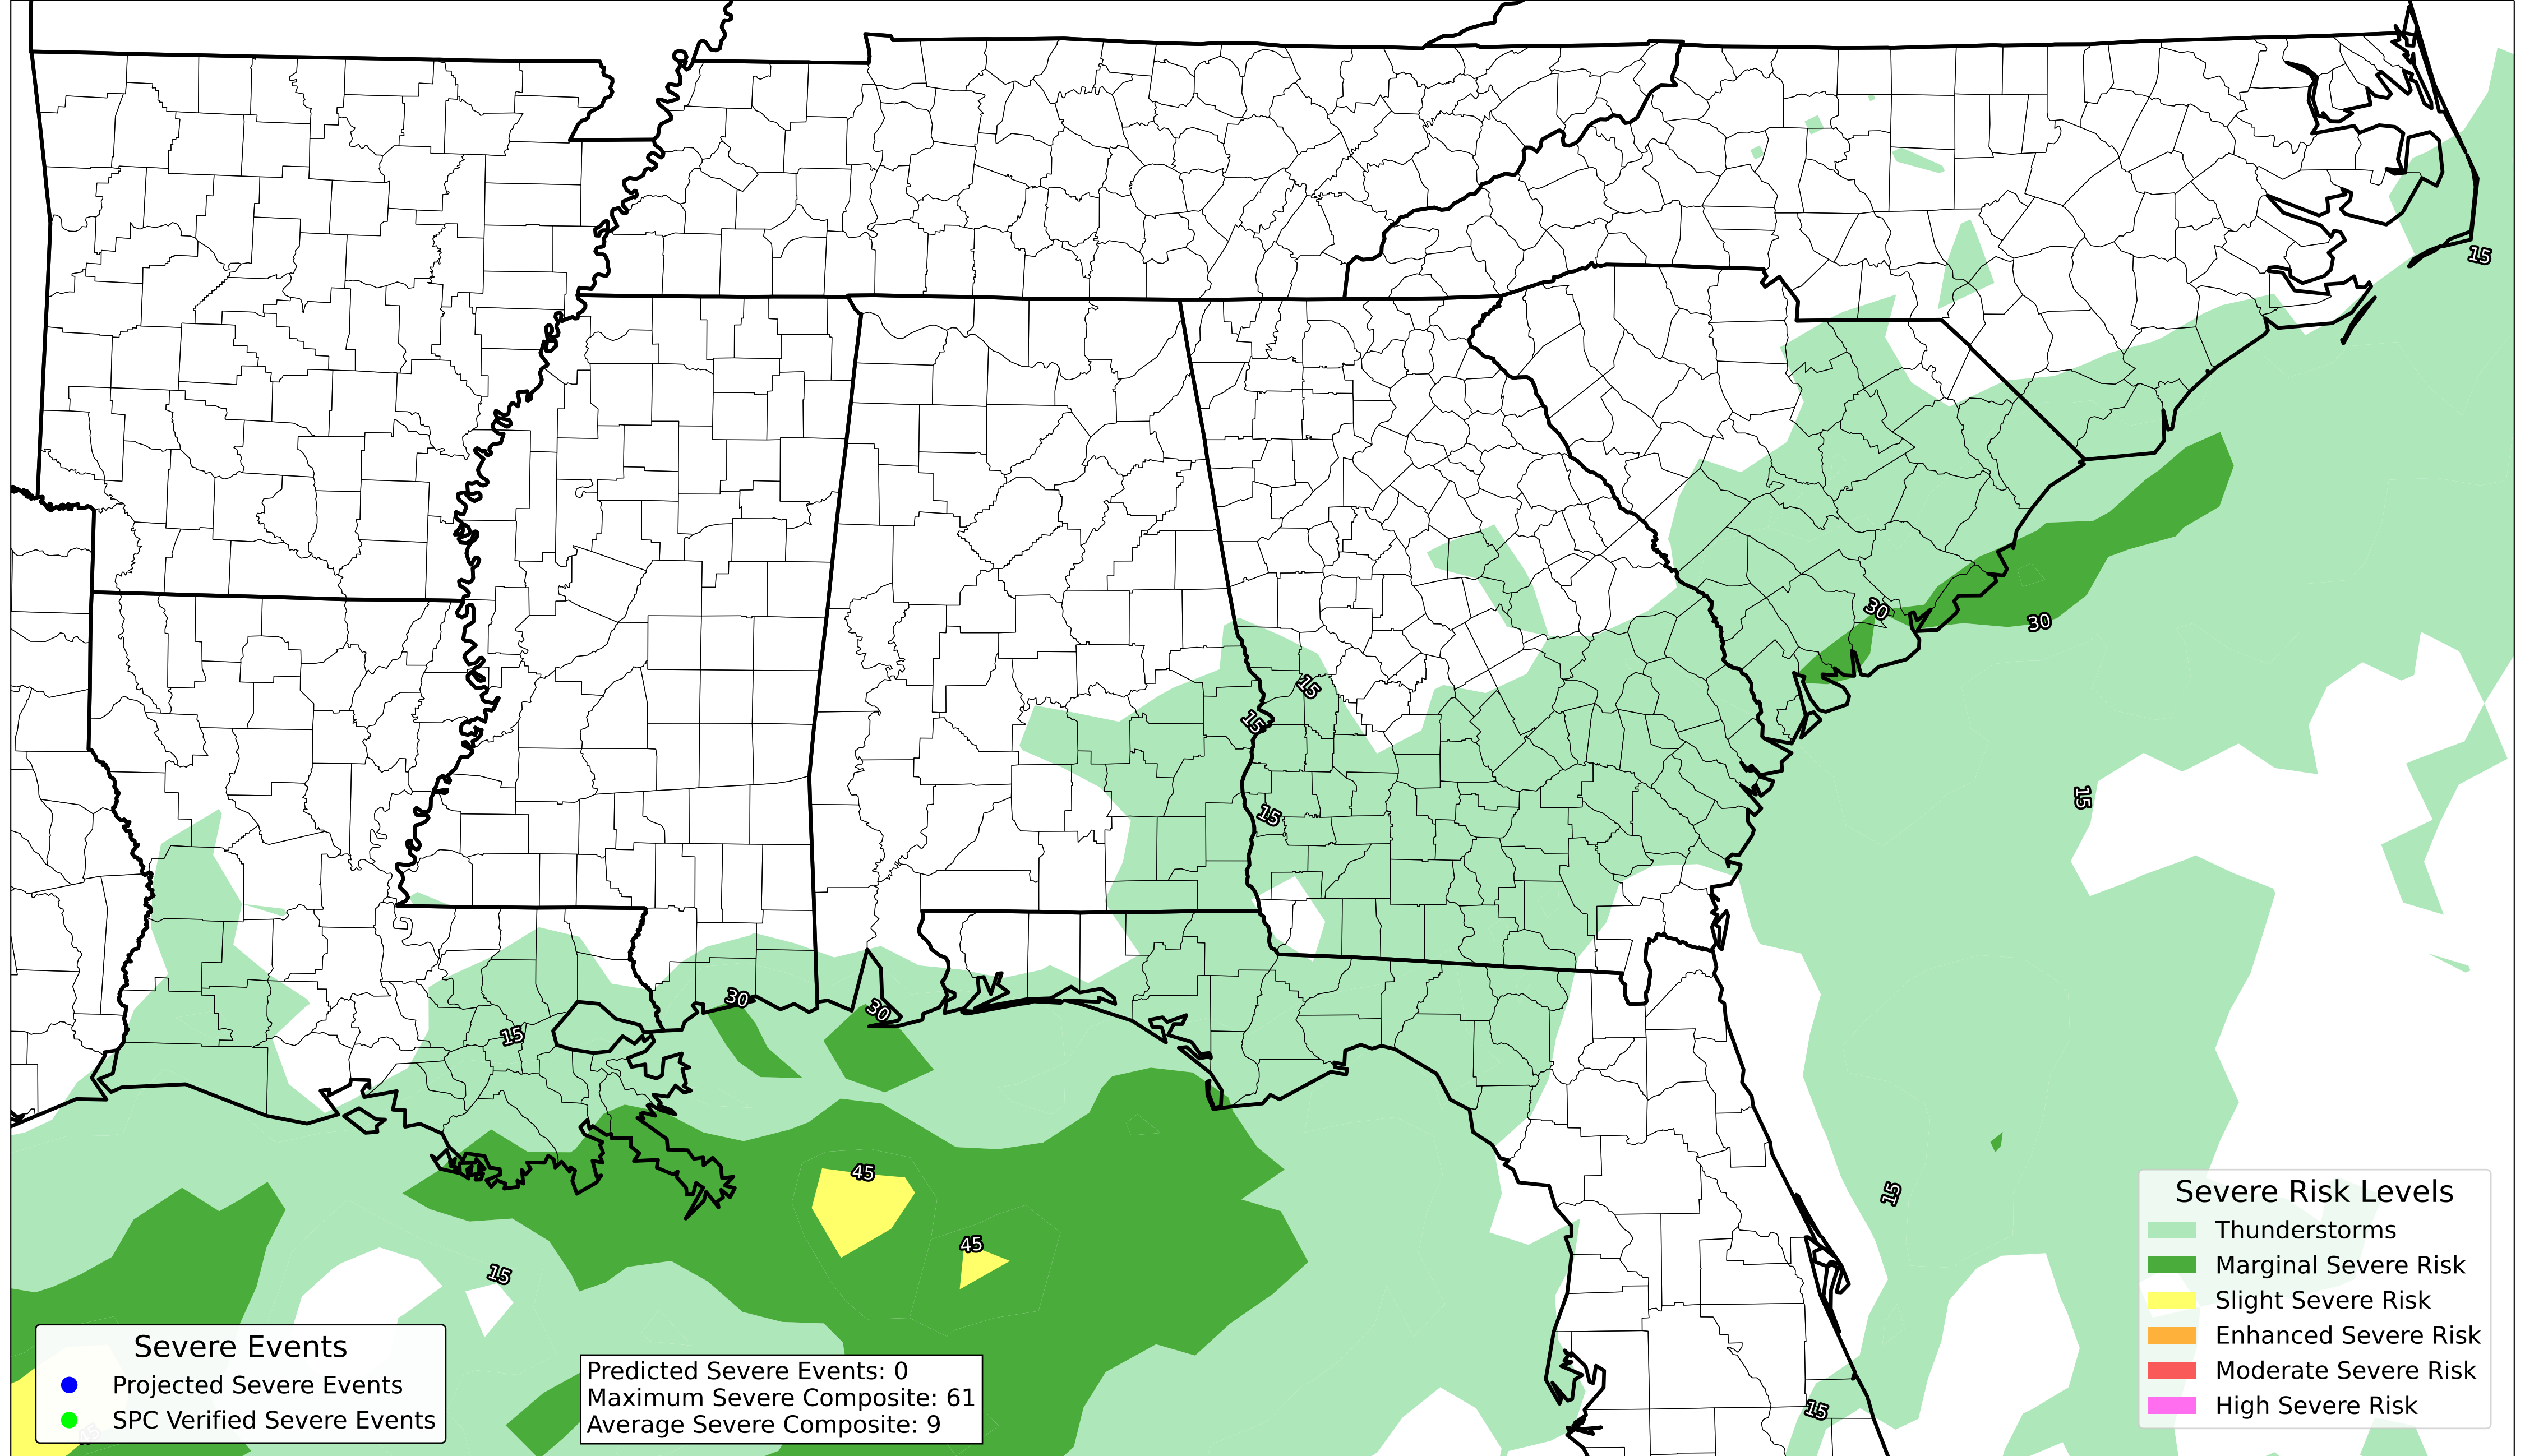 15
15
15
15
30
30
15
30
30
15
45
15
45
15
15
45
Severe Events
Projected Severe Events
SPC Verified Severe Events
Predicted Severe Events: 0
Maximum Severe Composite: 61
Average Severe Composite: 9
Severe Risk Levels
Thunderstorms
Marginal Severe Risk
Slight Severe Risk
Enhanced Severe Risk
Moderate Severe Risk
High Severe Risk